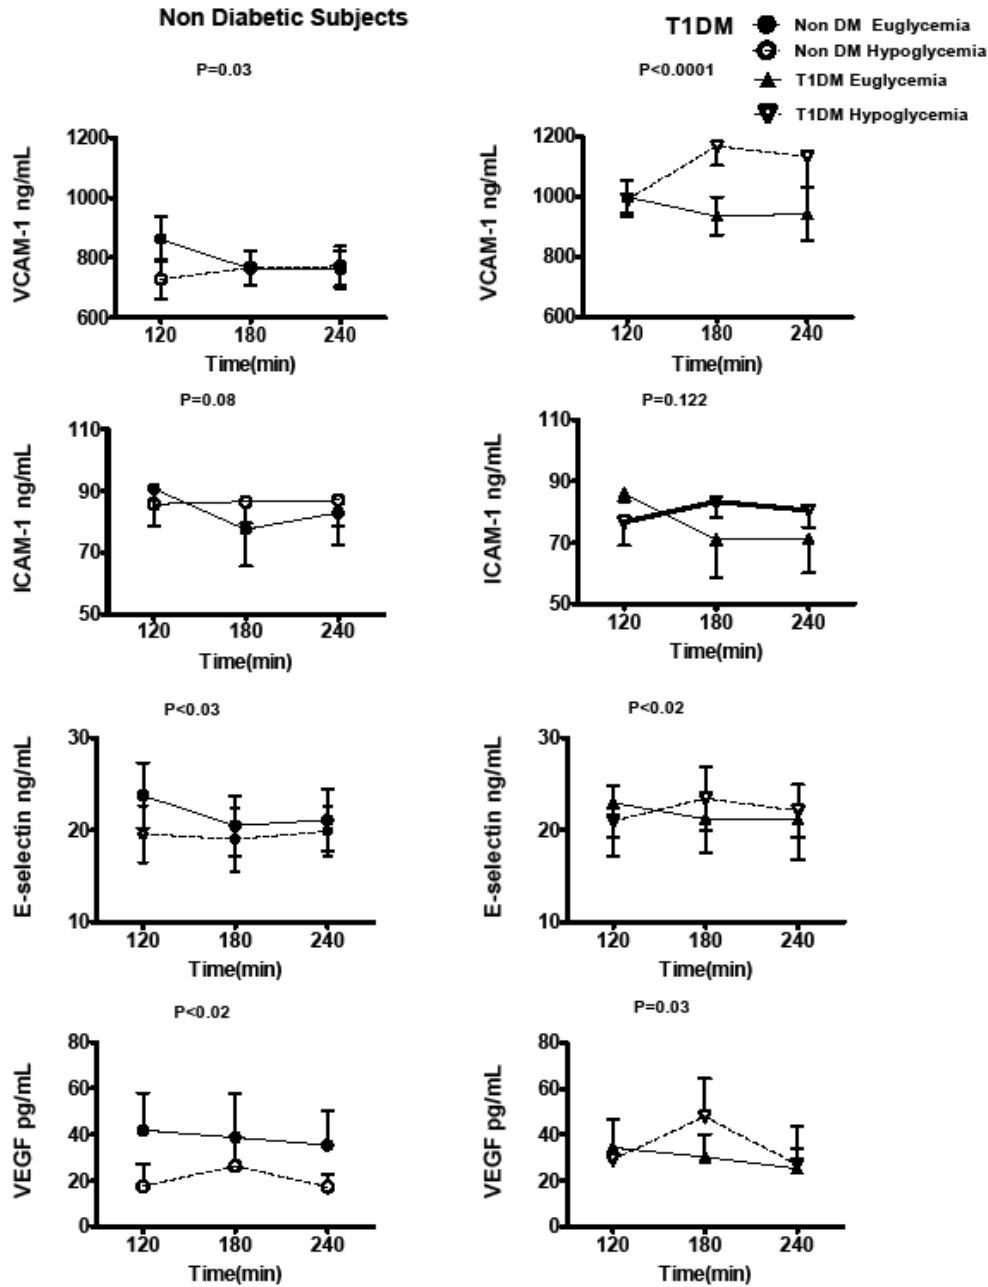 Non Diabetic Subjects
T1DM
Non DM Euglycemia
Non DM Hypoglycemia
T1DM Euglycemia
T1DM Hypoglycemia
P=0.03
VCAM-1 ng/mL
1200
1000
800
600
120 180 240
Time(min)
P<0.0001
VCAM-1 ng/mL
1200
1000
800
600
120 180 240
Time(min)
P=0.08
ICAM-1 ng/mL
110
90
70
50
120 180 240
Time(min)
P=0.122
ICAM-1 ng/mL
110
90
70
50
120 180 240
Time(min)
P<0.03
E-selectin ng/mL
30
20
10
120 180 240
Time(min)
P<0.02
E-selectin ng/mL
30
20
10
120 180 240
Time(min)
P<0.02
VEGF pg/mL
80
60
40
20
0
120 180 240
Time(min)
P=0.03
VEGF pg/mL
80
60
40
20
0
120 180 240
Time(min)